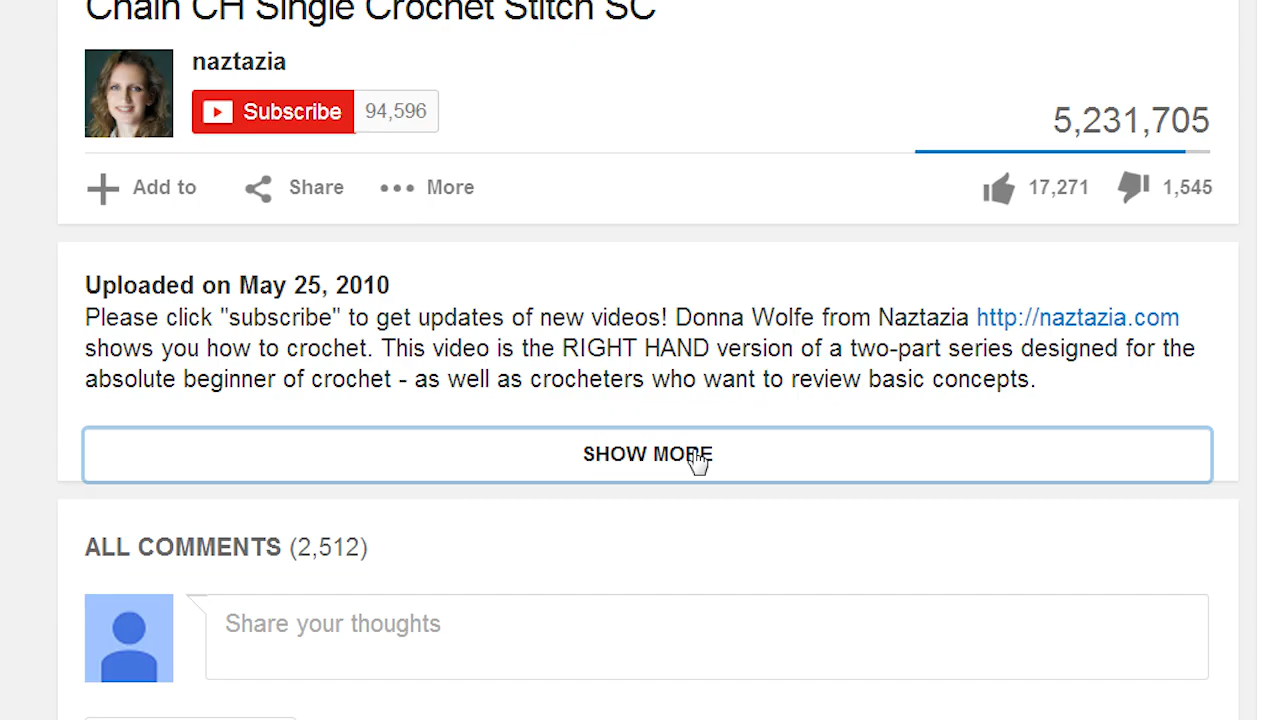 Chain CH Single Crochet Stitch SC
naztazia
Subscribe 94,596
5,231,705
Add to Share More 17,271 1,545
Uploaded on May 25, 2010
Please click "subscribe" to get updates of new videos! Donna Wolfe from Naztazia http://naztazia.com
shows you how to crochet. This video is the RIGHT HAND version of a two-part series designed for the
absolute beginner of crochet - as well as crocheters who want to review basic concepts.
SHOW MORE
ALL COMMENTS (2,512)
Share your thoughts